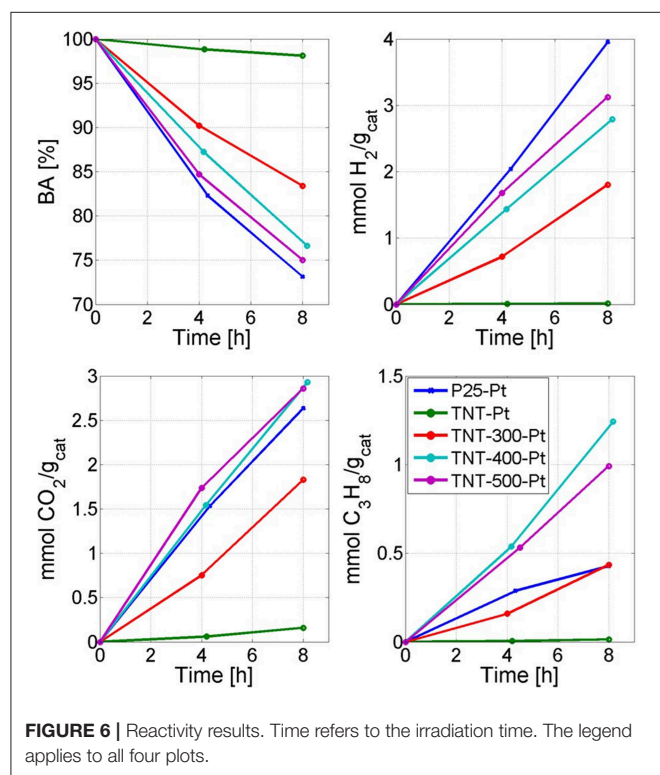 BA [%]
100
95
90
85
80
75
70
0 2 4 6 8
Time [h]
mmol H2/gcat
4
3
2
1
0
0 2 4 6 8
Time [h]
mmol CO2/gcat
3
2.5
2
1.5
1
0.5
0
0 2 4 6 8
Time [h]
mmol C3H8/gcat
1.5
1
0.5
0
0 2 4 6 8
Time [h]
P25-Pt
TNT-Pt
TNT-300-Pt
TNT-400-Pt
TNT-500-Pt
FIGURE 6 | Reactivity results. Time refers to the irradiation time. The legend
applies to all four plots.